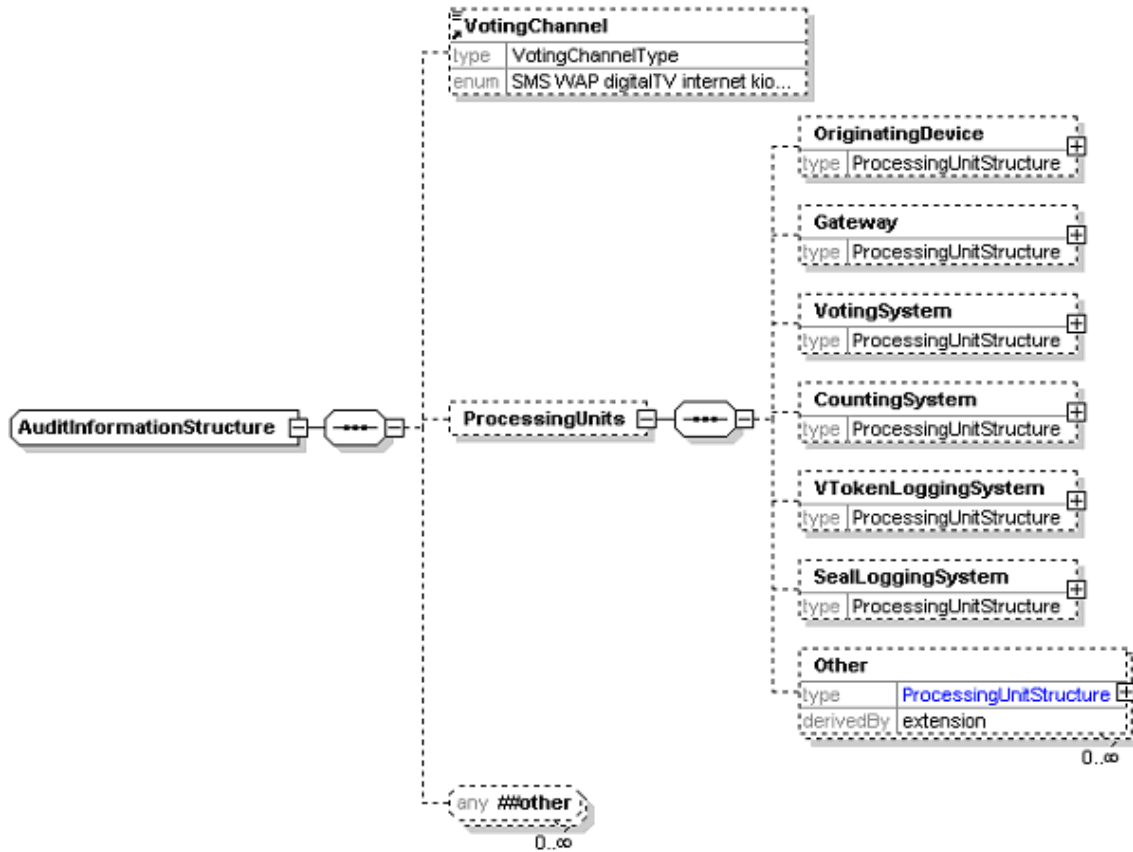 VotingChannel
type VotingChannelType
enum SMS WAP digitalTV internet kio...
OriginatingDevice
type ProcessingUnitStructure
Gateway
type ProcessingUnitStructure
VotingSystem
type ProcessingUnitStructure
AuditInformationStructure
ProcessingUnits
CountingSystem
type ProcessingUnitStructure
VTokenLoggingSystem
type ProcessingUnitStructure
SealLoggingSystem
type ProcessingUnitStructure
Other
type ProcessingUnitStructure
derivedBy extension
0..∞
any ##other
0..∞